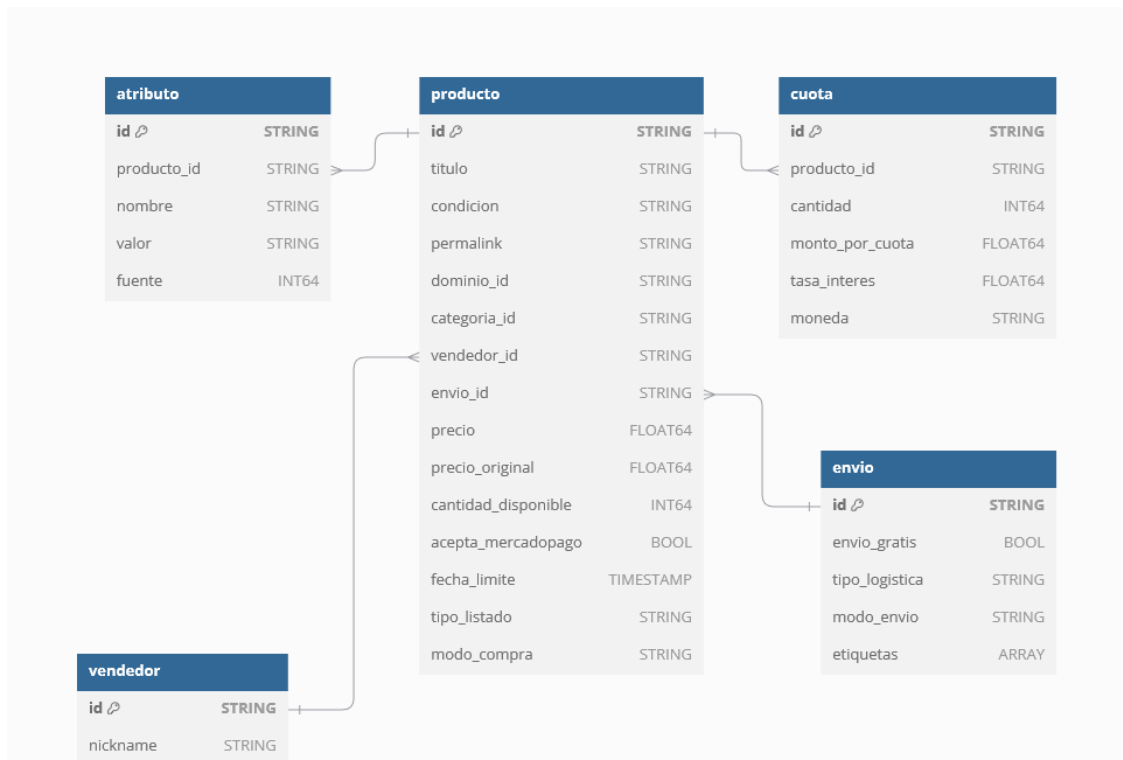 atributo
id STRING
producto_id STRING
nombre STRING
valor STRING
fuente INT64
producto
id STRING
titulo STRING
condicion STRING
permalink STRING
dominio_id STRING
categoria_id STRING
vendedor_id STRING
envio_id STRING
precio FLOAT64
precio_original FLOAT64
cantidad_disponible INT64
acepta_mercadopago BOOL
fecha_limite TIMESTAMP
tipo_listado STRING
modo_compra STRING
cuota
id STRING
producto_id STRING
cantidad INT64
monto_por_cuota FLOAT64
tasa_interes FLOAT64
moneda STRING
envio
id STRING
envio_gratis BOOL
tipo_logistica STRING
modo_envio STRING
etiquetas ARRAY
vendedor
id STRING
nickname STRING